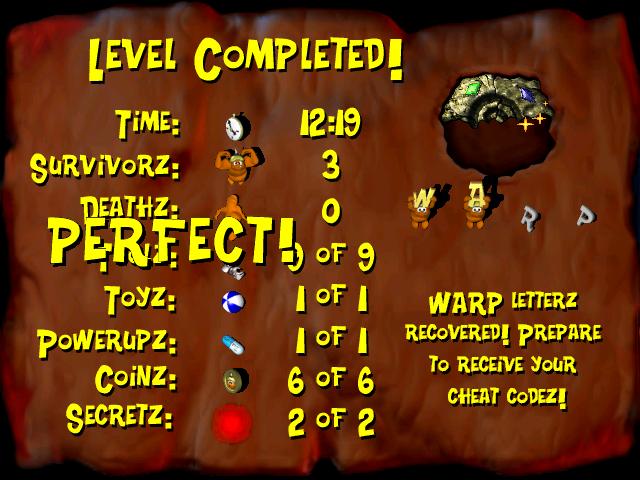 LEVEL COMPLETED!
TIME: 12:19
SURVIVORZ: 3
DEATHZ: 0
PERFECT!
OF 9
TOYZ: 1 OF 1
POWERUPZ: 1 OF 1
COINZ: 6 OF 6
SECRETZ: 2 OF 2
W A R P
WARP LETTERZ
RECOVERED! PREPARE
TO RECEIVE YOUR
CHEAT CODEZ!